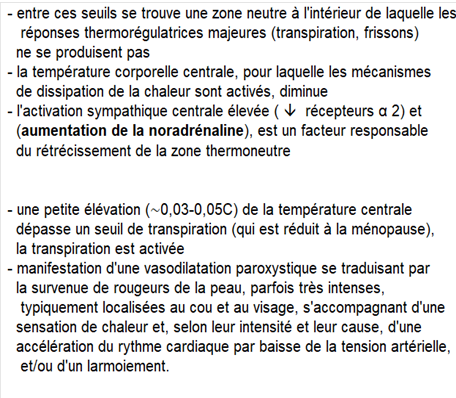 - entre ces seuils se trouve une zone neutre à l'intérieur de laquelle les
réponses thermorégulatrices majeures (transpiration, frissons)
ne se produisent pas
- la température corporelle centrale, pour laquelle les mécanismes
de dissipation de la chaleur sont activés, diminue
- l'activation sympathique centrale élevée ( ↓ récepteurs α 2) et
(aumentation de la noradrénaline), est un facteur responsable
du rétrécissement de la zone thermoneutre
- une petite élévation (~0,03-0,05C) de la température centrale
dépasse un seuil de transpiration (qui est réduit à la ménopause),
la transpiration est activée
- manifestation d'une vasodilatation paroxystique se traduisant par
la survenue de rougeurs de la peau, parfois très intenses,
typiquement localisées au cou et au visage, s'accompagnant d'une
sensation de chaleur et, selon leur intensité et leur cause, d'une
accélération du rythme cardiaque par baisse de la tension artérielle,
et/ou d'un larmoiement.